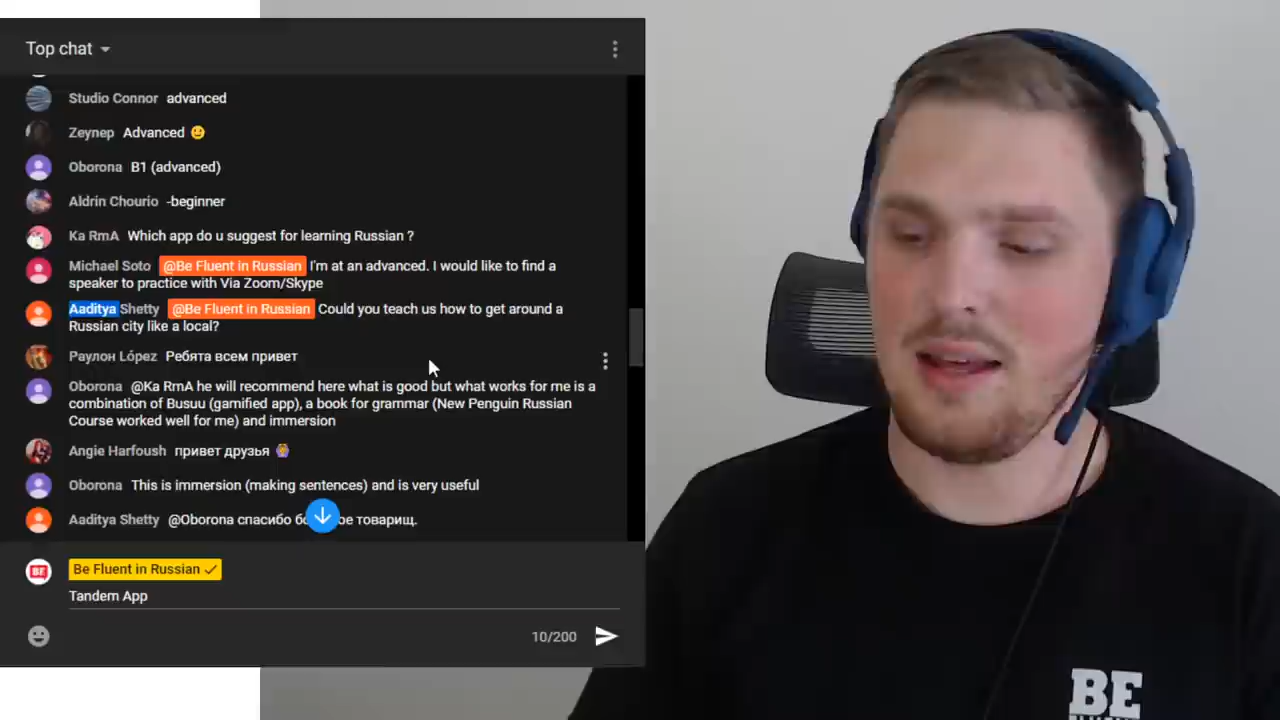 Top chat
Studio Connor advanced
Zeynep Advanced
Oborona B1 (advanced)
Aldrin Chourio -beginner
Ka RmA Which app do u suggest for learning Russian ?
Michael Soto @Be Fluent in Russian I'm at an advanced. I would like to find a
speaker to practice with Via Zoom/Skype
Aaditya Shetty @Be Fluent in Russian Could you teach us how to get around a
Russian city like a local?
Раулон López Ребята всем привет
Oborona @Ka RmA he will recommend here what is good but what works for me is a
combination of Busuu (gamified app), a book for grammar (New Penguin Russian
Course worked well for me) and immersion
Angie Harfoush привет друзья
Oborona This is immersion (making sentences) and is very useful
Aaditya Shetty @Oborona спасибо товарищ.
BE
Be Fluent in Russian
Tandem App
10/200
BE